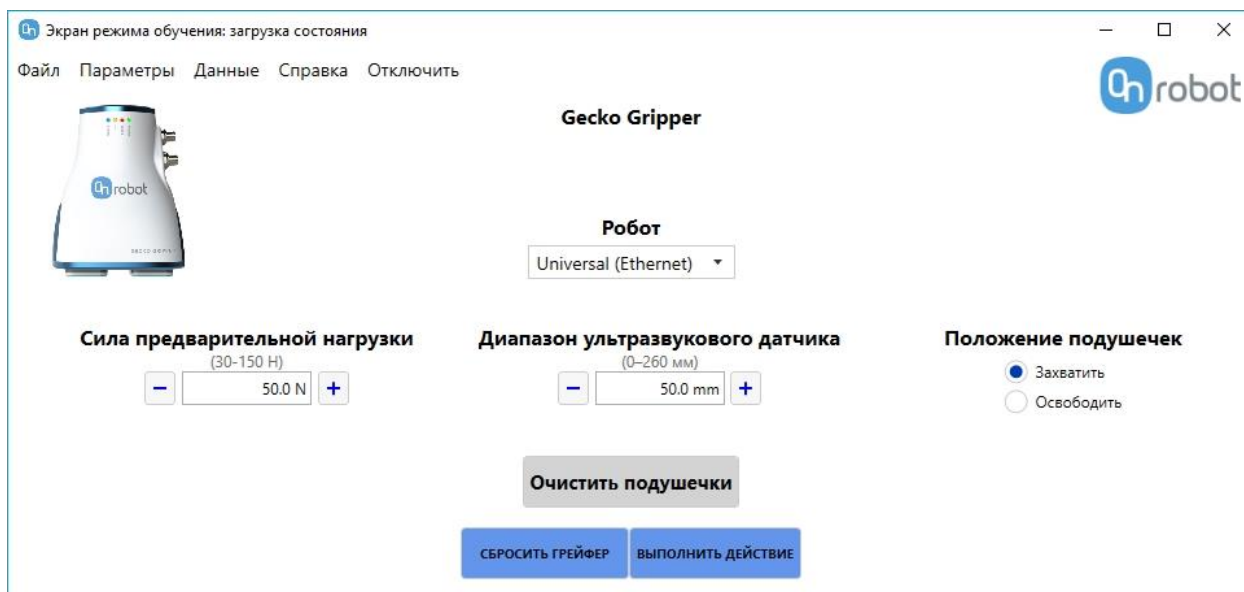 Экран режима обучения: загрузка состояния
Файл Параметры Данные Справка Отключить
On robot
On robot
Gecko Gripper
Робот
Universal (Ethernet)
Сила предварительной нагрузки
(30-150 Н)
50.0 N
Диапазон ультразвукового датчика
(0–260 мм)
50.0 mm
Положение подушечек
Захватить
Освободить
Очистить подушечки
СБРОСИТЬ ГРЕЙФЕР
ВЫПОЛНИТЬ ДЕЙСТВИЕ